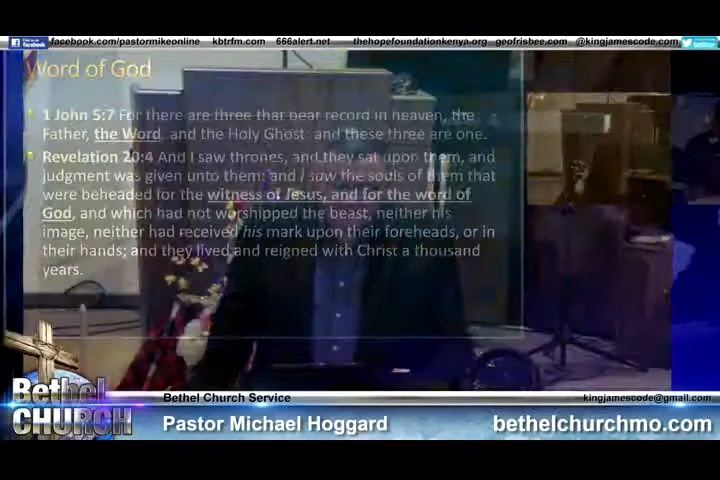 facebook.com/pastormikeonline kbtrfm.com 666alert.net thehopefoundationkenya.org geofrisbee.com @kingjamescode.com
Word of God
1 John 5:7 For there are three that bear record in heaven, the
Father, the Word, and the Holy Ghost: and these three are one.
Revelation 20:4 And I saw thrones, and they sat upon them, and
judgment was given unto them: and I saw the souls of them that
were beheaded for the witness of Jesus, and for the word of
God, and which had not worshipped the beast, neither his
image, neither had received his mark upon their foreheads, or in
their hands; and they lived and reigned with Christ a thousand
years.
Bethel Church Service kingjamescode@gmail.com
Bethel
CHURCH
Pastor Michael Hoggard bethelchurchmo.com